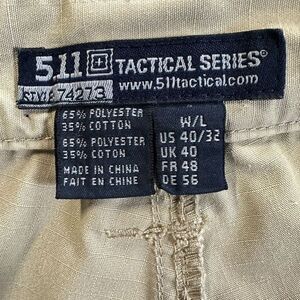 5.11 TACTICAL SERIES®
STYLE 74273 www.511tactical.com
65% POLYESTER
35% COTTON
65% POLYESTER
35% COTON
MADE IN CHINA
FAIT EN CHINE
W/L
US 40/32
UK 40
FR 48
DE 56